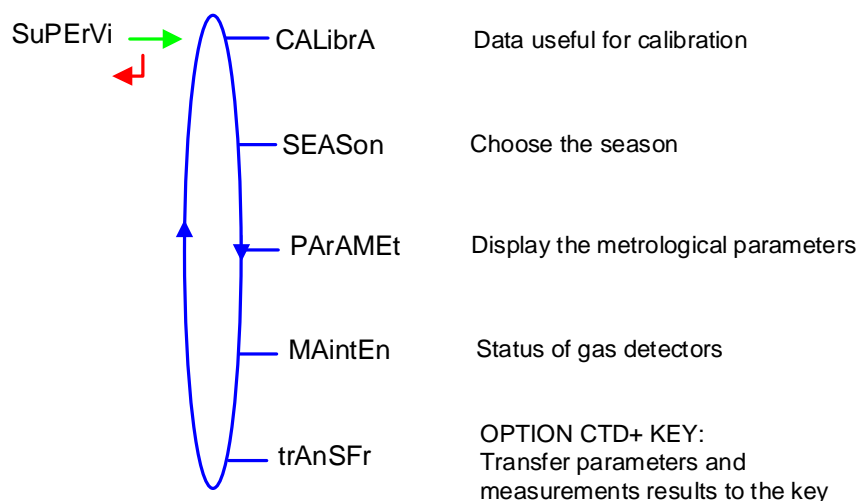 SuPErVi
CALibrA Data useful for calibration
SEASon Choose the season
PArAMEt Display the metrological parameters
MAintEn Status of gas detectors
trAnSFr OPTION CTD+ KEY:
Transfer parameters and
measurements results to the key